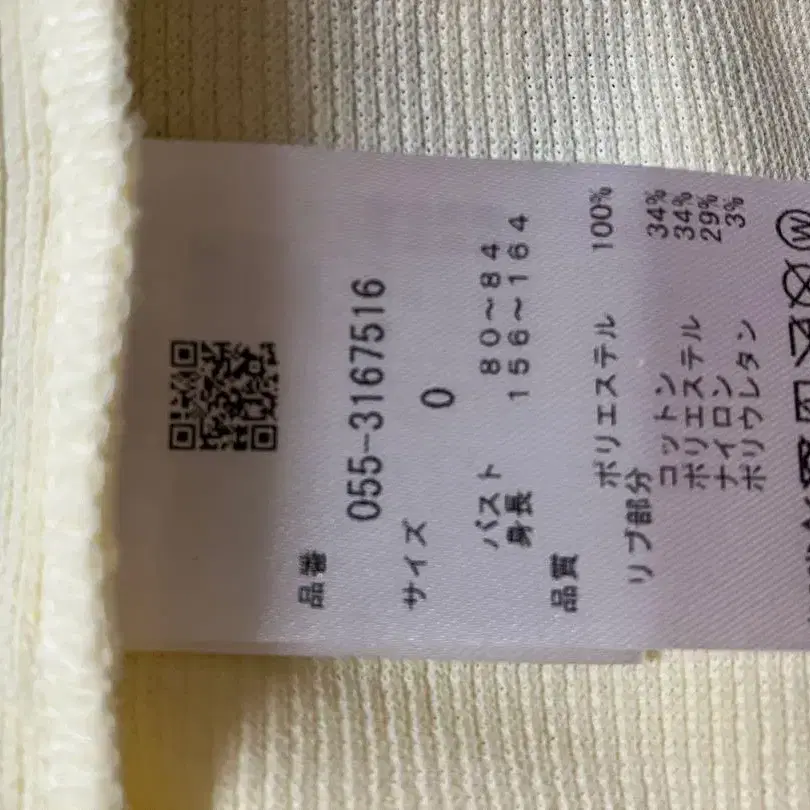 品番
055-3167516
サイズ
0
バスト 80〜84
身長 156〜164
品質
ポリエステル 100%
リブ部分
コットン 34%
ポリエステル 34%
ナイロン 29%
ポリウレタン 3%
W